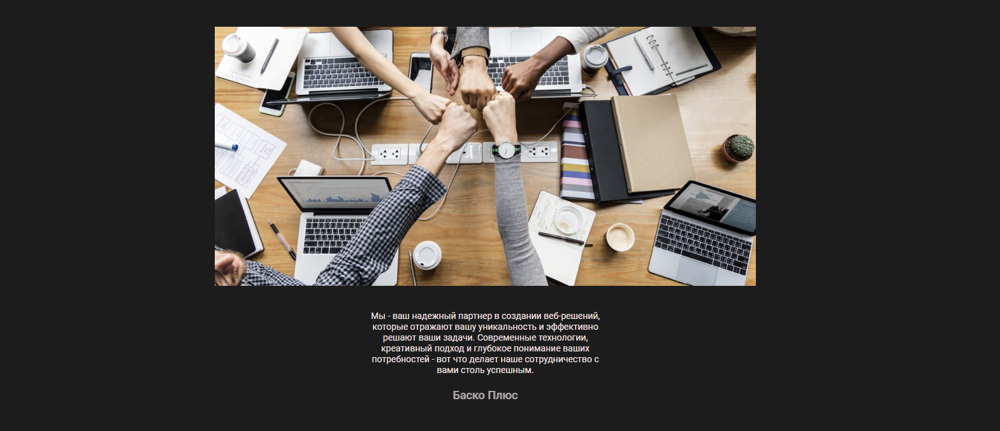 Мы - ваш надежный партнер в создании веб-решений,
которые отражают вашу уникальность и эффективно
решают ваши задачи. Современные технологии,
креативный подход и глубокое понимание ваших
потребностей - вот что делает наше сотрудничество с
вами столь успешным.
Баско Плюс